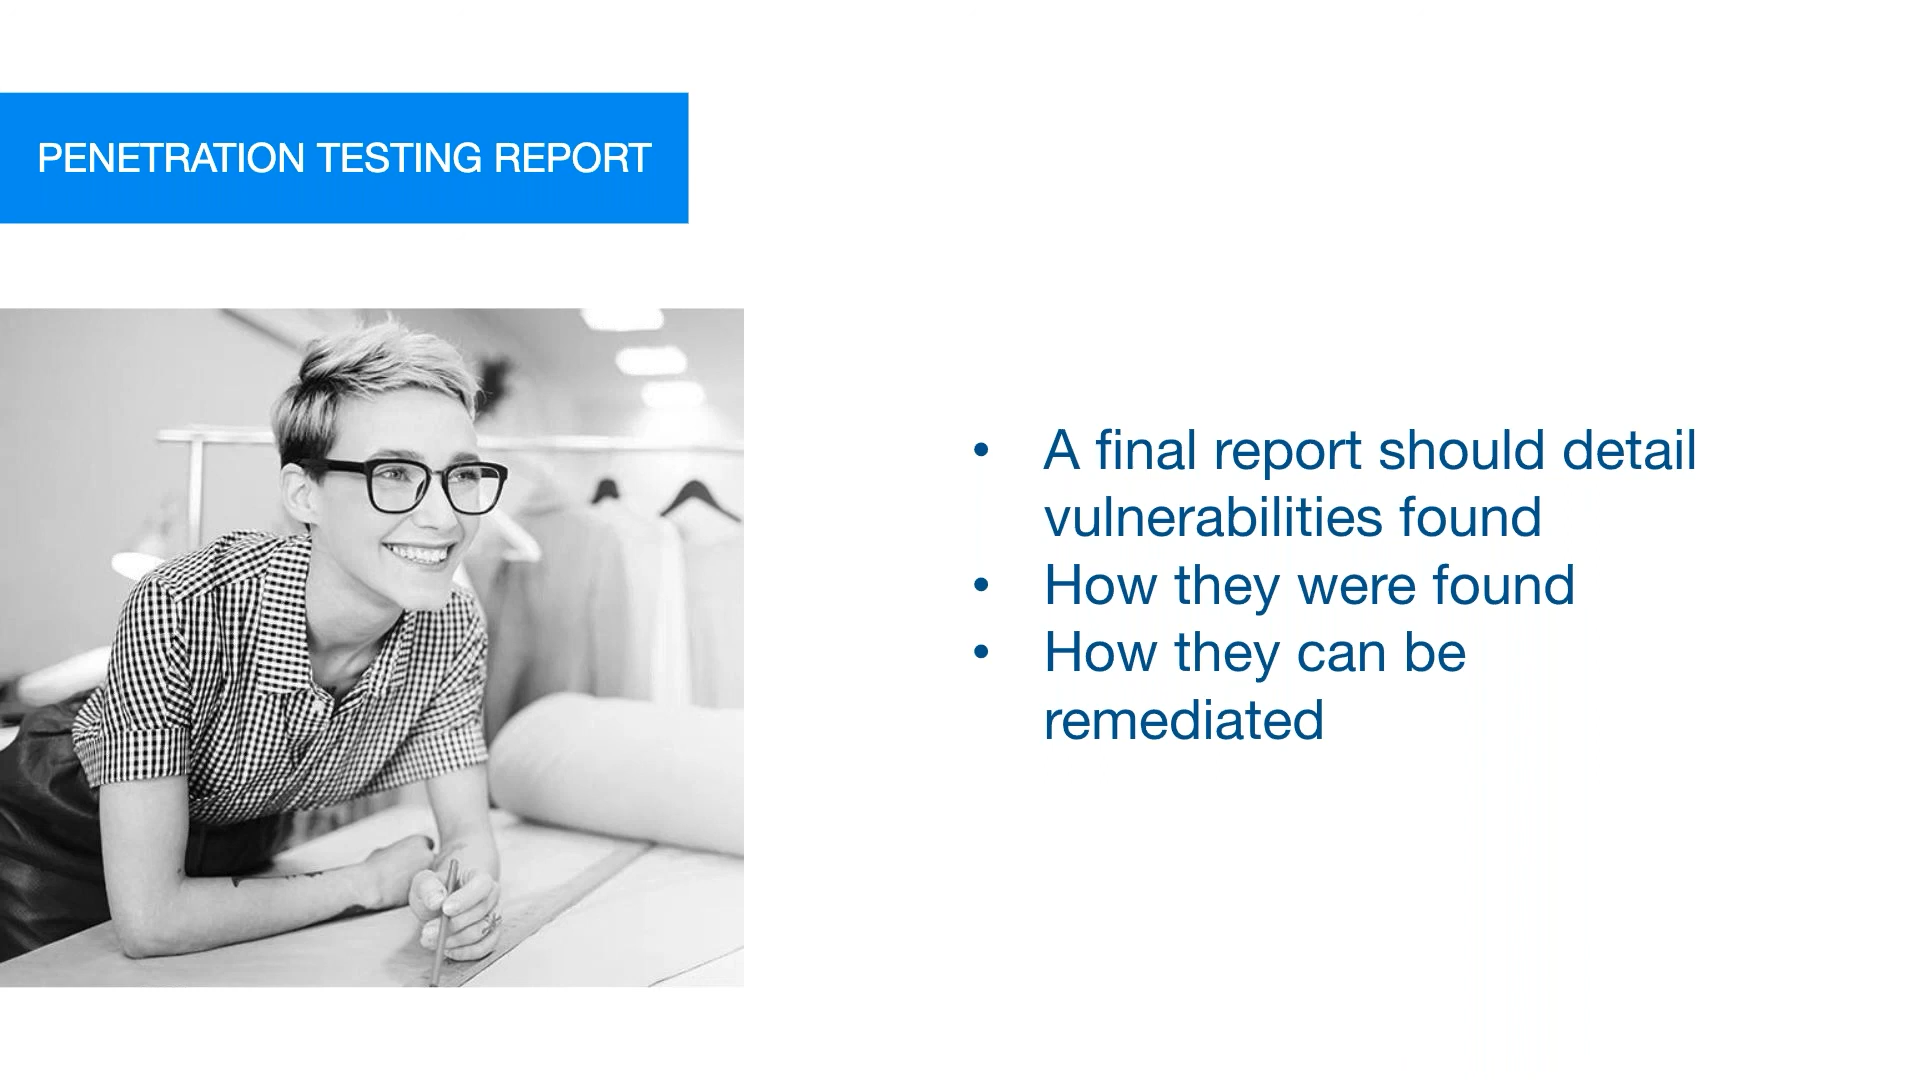 PENETRATION TESTING REPORT
• A final report should detail
vulnerabilities found
• How they were found
• How they can be
remediated